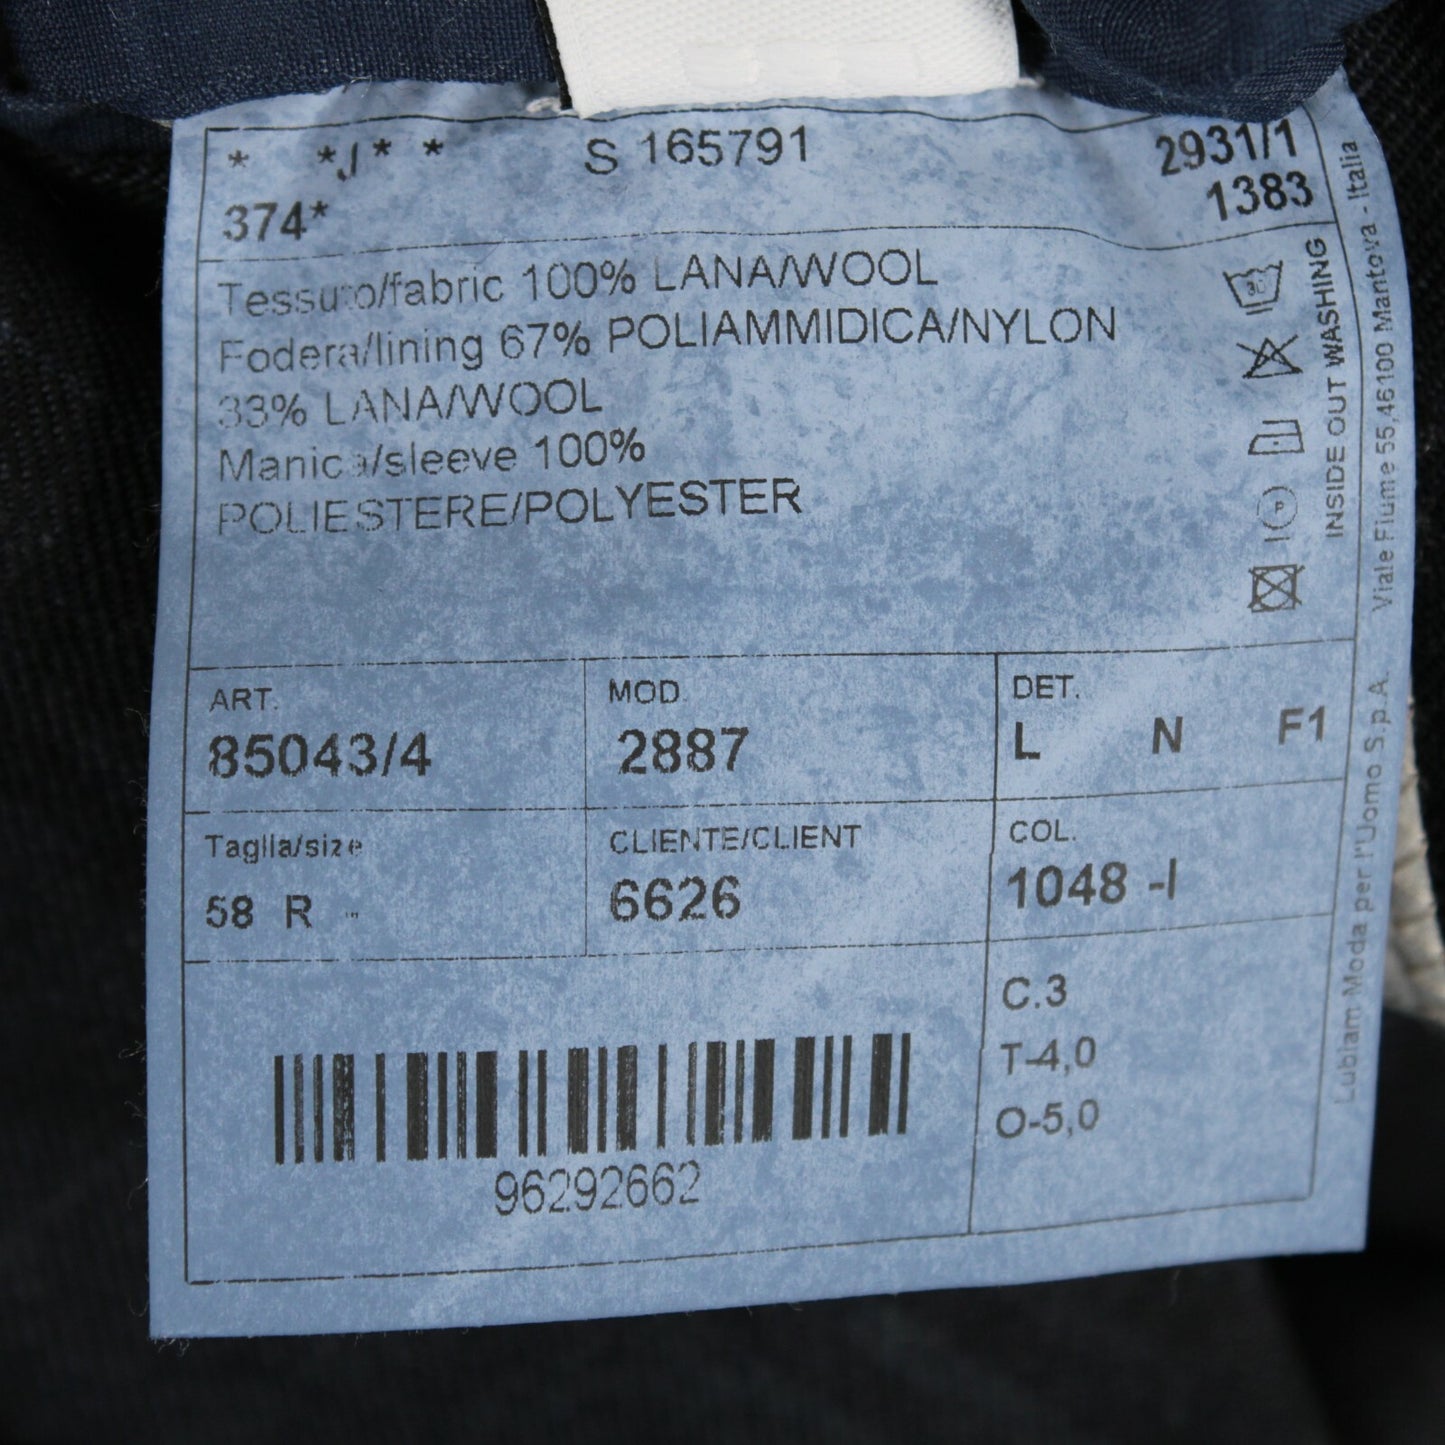 * *J* * S 165791 2931/1
374* 1383
Tessuto/fabric 100% LANA/WOOL
Fodera/lining 67% POLIAMMIDICA/NYLON
33% LANA/WOOL
Manica/sleeve 100%
POLIESTERE/POLYESTER
INSIDE OUT WASHING
Lubiam Moda per l'Uomo S.p.A. Viale Fiume 55,46100 Mantova - Italia
ART. MOD. DET.
85043/4 2887 L N F1
Taglia/size CLIENTE/CLIENT COL.
58 R 6626 1048 -I
C.3
T-4,0
O-5,0
96292662